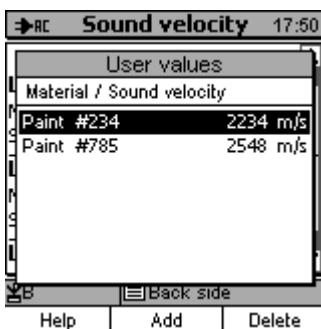 RC Sound velocity 17:50
User values
Material / Sound velocity
Paint #234 2234 m/s
Paint #785 2548 m/s
B Back side
Help Add Delete